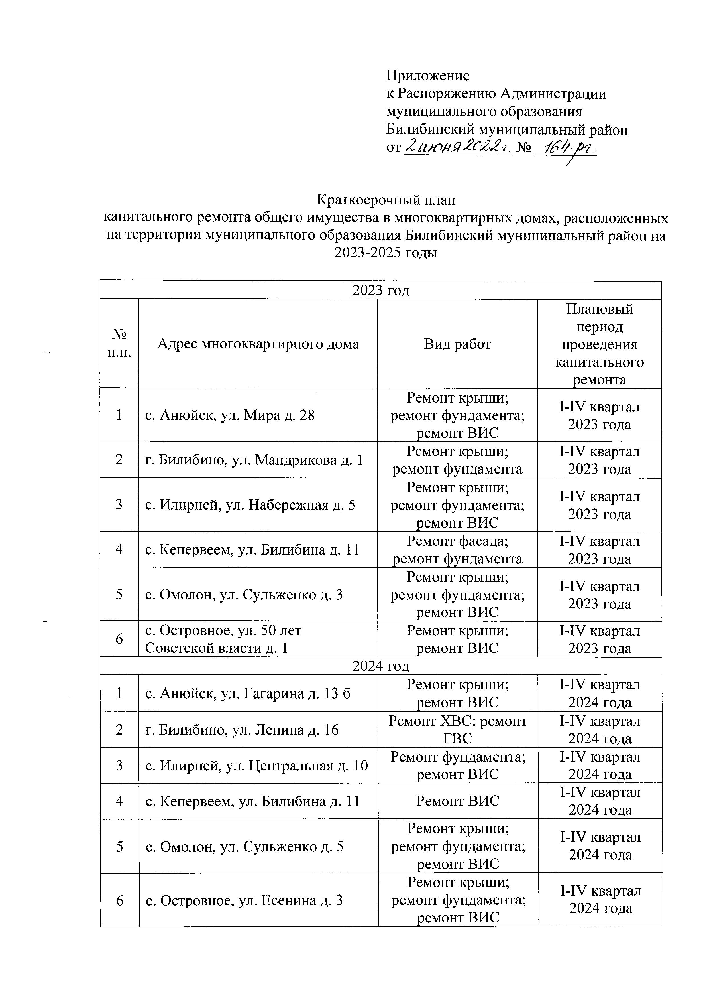 Приложение
к Распоряжению Администрации
муниципального образования
Билибинский муниципальный район
от 2 июня 2022 г. № 164-рг
Краткосрочный план
капитального ремонта общего имущества в многоквартирных домах, расположенных
на территории муниципального образования Билибинский муниципальный район на
2023-2025 годы
2023 год
№
п.п.
Адрес многоквартирного дома
Вид работ
Плановый
период
проведения
капитального
ремонта
1
с. Анюйск, ул. Мира д. 28
Ремонт крыши;
ремонт фундамента;
ремонт ВИС
I-IV квартал
2023 года
2
г. Билибино, ул. Мандрикова д. 1
Ремонт крыши;
ремонт фундамента
I-IV квартал
2023 года
3
с. Илирней, ул. Набережная д. 5
Ремонт крыши;
ремонт фундамента;
ремонт ВИС
I-IV квартал
2023 года
4
с. Кепервеем, ул. Билибина д. 11
Ремонт фасада;
ремонт фундамента
I-IV квартал
2023 года
5
с. Омолон, ул. Сульженко д. 3
Ремонт крыши;
ремонт фундамента;
ремонт ВИС
I-IV квартал
2023 года
6
с. Островное, ул. 50 лет
Советской власти д. 1
Ремонт крыши;
ремонт ВИС
I-IV квартал
2023 года
2024 год
1
с. Анюйск, ул. Гагарина д. 13 б
Ремонт крыши;
ремонт ВИС
I-IV квартал
2024 года
2
г. Билибино, ул. Ленина д. 16
Ремонт ХВС; ремонт
ГВС
I-IV квартал
2024 года
3
с. Илирней, ул. Центральная д. 10
Ремонт фундамента;
ремонт ВИС
I-IV квартал
2024 года
4
с. Кепервеем, ул. Билибина д. 11
Ремонт ВИС
I-IV квартал
2024 года
5
с. Омолон, ул. Сульженко д. 5
Ремонт крыши;
ремонт фундамента;
ремонт ВИС
I-IV квартал
2024 года
6
с. Островное, ул. Есенина д. 3
Ремонт крыши;
ремонт фундамента;
ремонт ВИС
I-IV квартал
2024 года